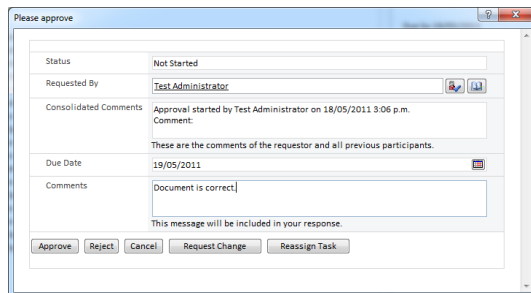 Please approve
Status
Not Started
Requested By
Test Administrator
Consolidated Comments
Approval started by Test Administrator on 18/05/2011 3:06 p.m.
Comment:
These are the comments of the requestor and all previous participants.
Due Date
19/05/2011
Comments
Document is correct.
This message will be included in your response.
Approve Reject Cancel Request Change Reassign Task